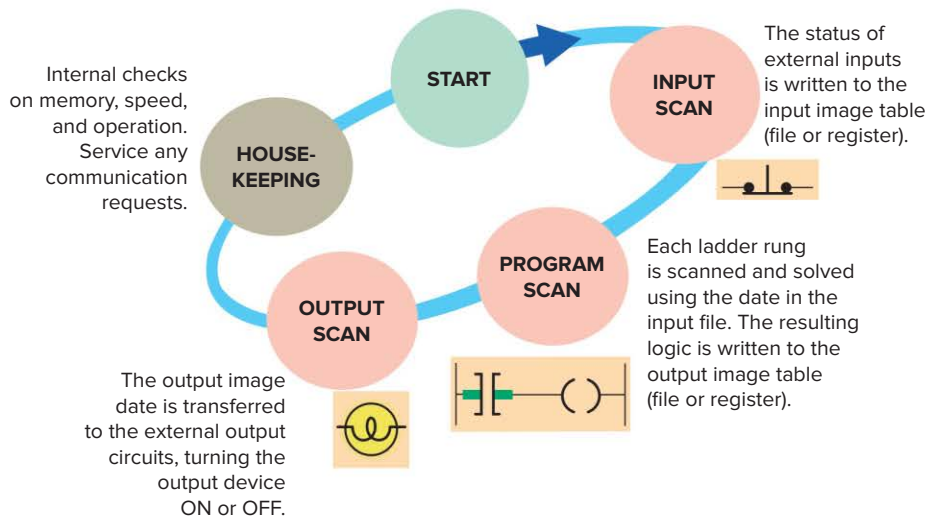 START
INPUT
SCAN
The status of
external inputs
is written to the
input image table
(file or register).
PROGRAM
SCAN
Each ladder rung
is scanned and solved
using the date in the
input file. The resulting
logic is written to the
output image table
(file or register).
OUTPUT
SCAN
The output image
date is transferred
to the external output
circuits, turning the
output device
ON or OFF.
HOUSE-
KEEPING
Internal checks
on memory, speed,
and operation.
Service any
communication
requests.